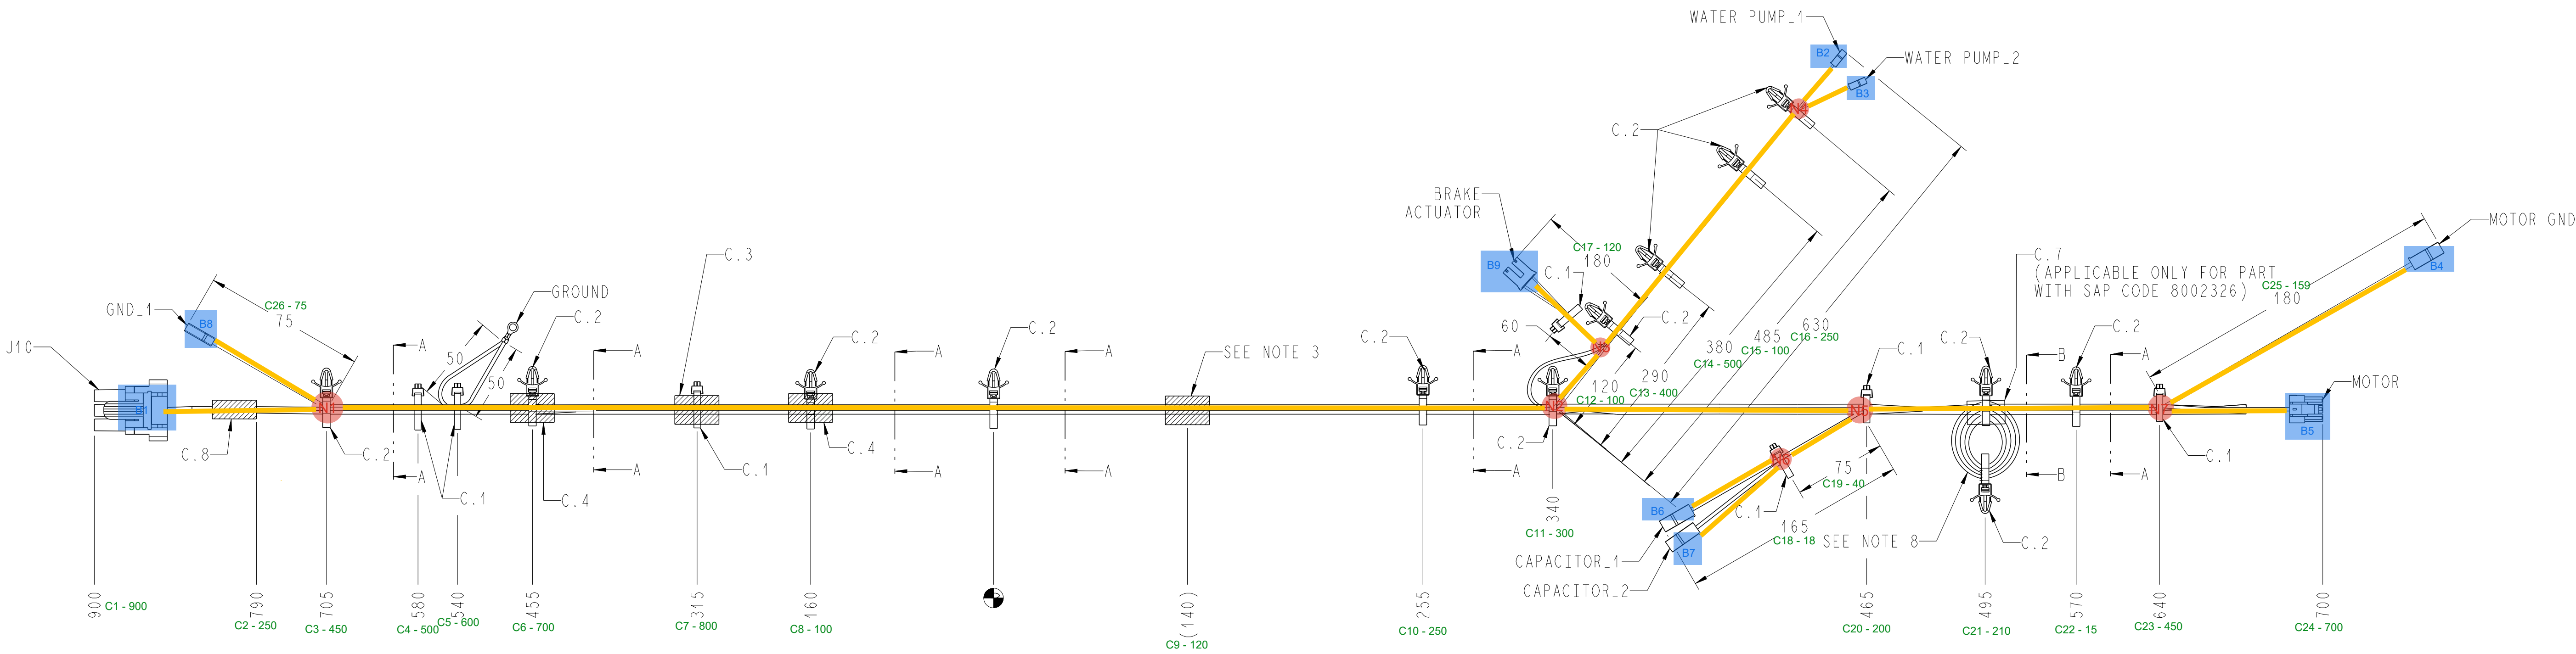 WATER PUMP_1
B2
WATER PUMP_2
B3
N4
C.2
BRAKE
ACTUATOR
B9
C17 - 120
180
C.1
C.2
MOTOR GND
B4
C.7
(APPLICABLE ONLY FOR PART
WITH SAP CODE 8002326)
C25 - 159
180
630
C16 - 250
485
C15 - 100
380
C14 - 500
290
C13 - 400
120
C12 - 100
60
GND_1
B8
C26 - 75
75
J10
GROUND
C.2
50
50
A
A
C.3
C.2
A
C.2
A
SEE NOTE 3
C.2
A
C.1
C.2
B
C.2
A
MOTOR
B5
C.8
C.2
A
C.1
A
C.4
C.1
C.4
A
A
C.2
A
75
C19 - 40
165
C18 - 18
C.1
B6
B7
CAPACITOR_1
CAPACITOR_2
SEE NOTE 8
C.2
B
A
C.1
900
C1 - 900
790
C2 - 250
705
C3 - 450
580
C4 - 500
540
C5 - 600
455
C6 - 700
315
C7 - 800
160
C8 - 100
(140)
C9 - 120
255
C10 - 250
340
C11 - 300
465
C20 - 200
495
C21 - 210
570
C22 - 15
640
C23 - 450
700
C24 - 700